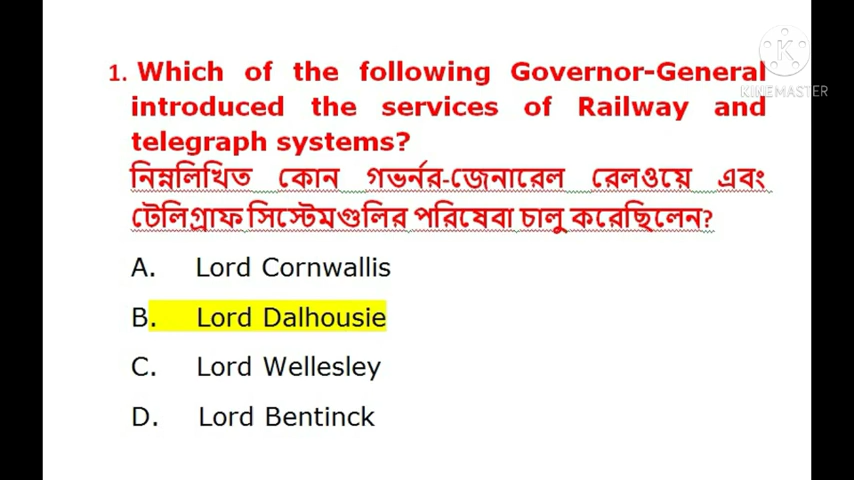 1. Which of the following Governor-General
introduced the services of Railway and
telegraph systems?
নিম্নলিখিত কোন গভর্নর-জেনারেল রেলওয়ে এবং
টেলিগ্রাফ সিস্টেমগুলির পরিষেবা চালু করেছিলেন?
A. Lord Cornwallis
B. Lord Dalhousie
C. Lord Wellesley
D. Lord Bentinck
K
KINEMASTER